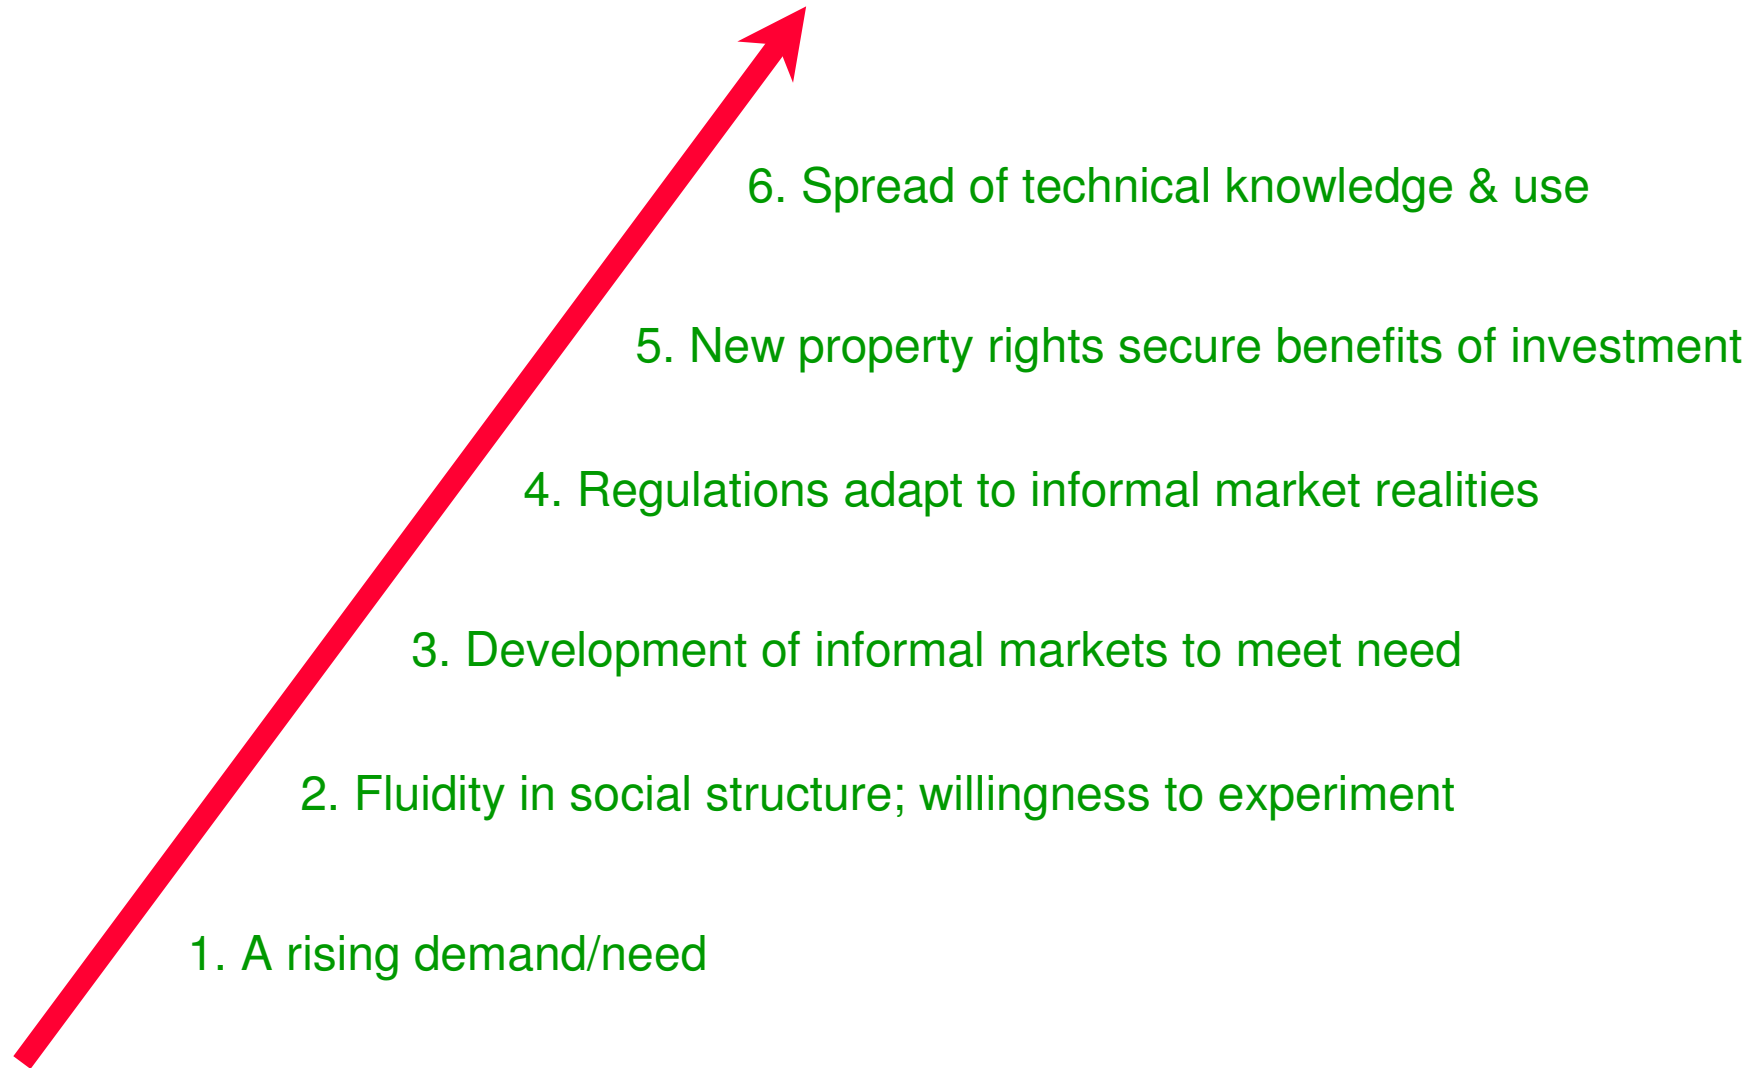 6. Spread of technical knowledge & use
5. New property rights secure benefits of investment
4. Regulations adapt to informal market realities
3. Development of informal markets to meet need
2. Fluidity in social structure; willingness to experiment
1. A rising demand/need